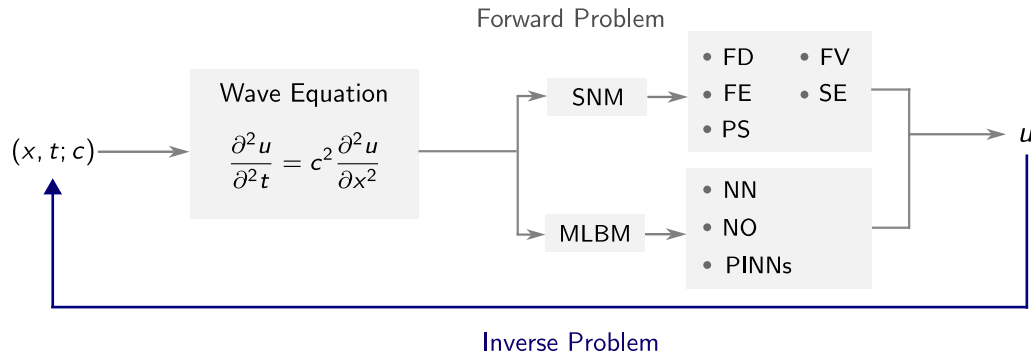 Forward Problem
(x, t; c)
Wave Equation
∂²u/∂²t = c² ∂²u/∂x²
SNM
• FD • FV
• FE • SE
• PS
MLBM
• NN
• NO
• PINNs
u
Inverse Problem